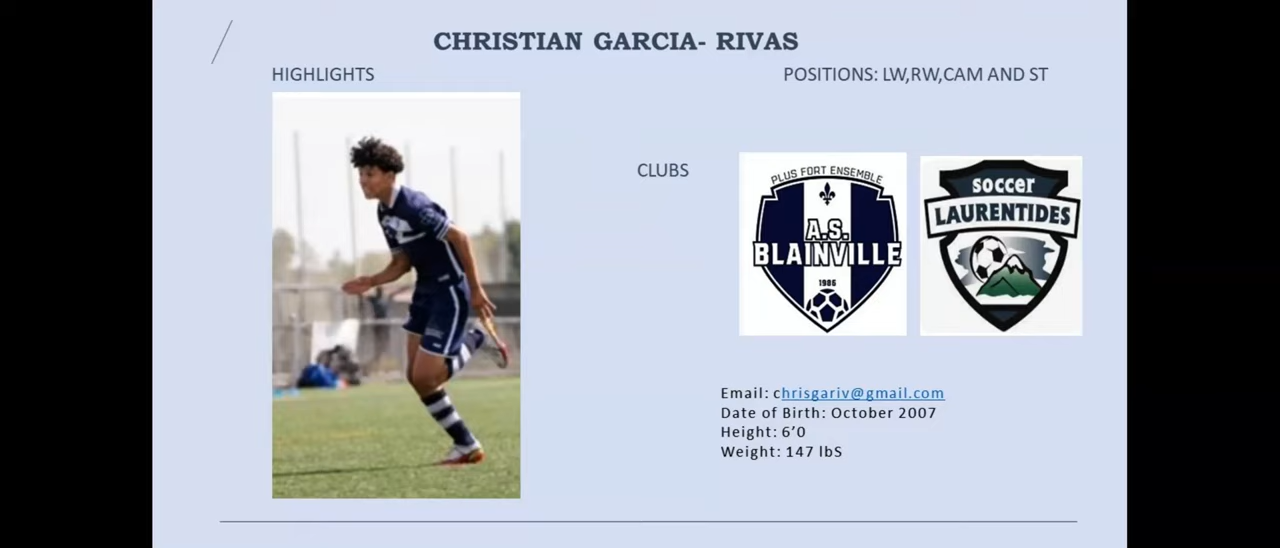 CHRISTIAN GARCIA- RIVAS
HIGHLIGHTS
POSITIONS: LW,RW,CAM AND ST
CLUBS
PLUS FORT ENSEMBLE
A.S.
BLAINVILLE
1986
soccer
LAURENTIDES
Email: chrisgariv@gmail.com
Date of Birth: October 2007
Height: 6’0
Weight: 147 lbS